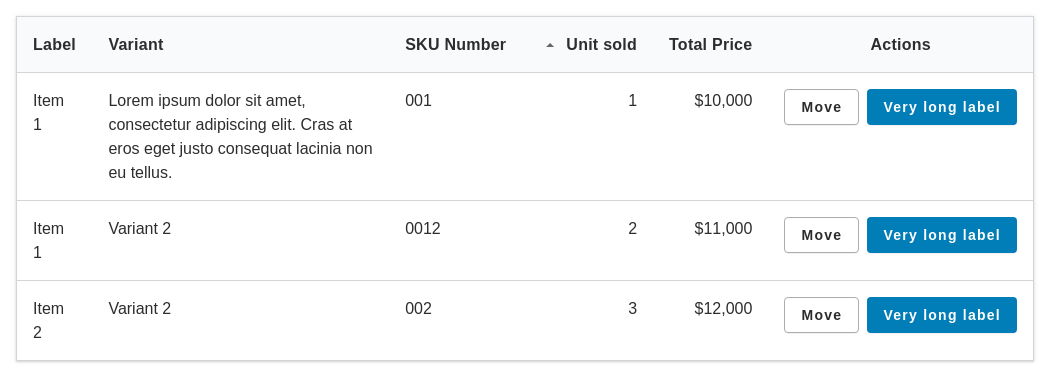 Label Variant SKU Number Unit sold Total Price Actions
Item 1 Lorem ipsum dolor sit amet, consectetur adipiscing elit. Cras at eros eget justo consequat lacinia non eu tellus. 001 1 $10,000 Move Very long label
Item 1 Variant 2 0012 2 $11,000 Move Very long label
Item 2 Variant 2 002 3 $12,000 Move Very long label